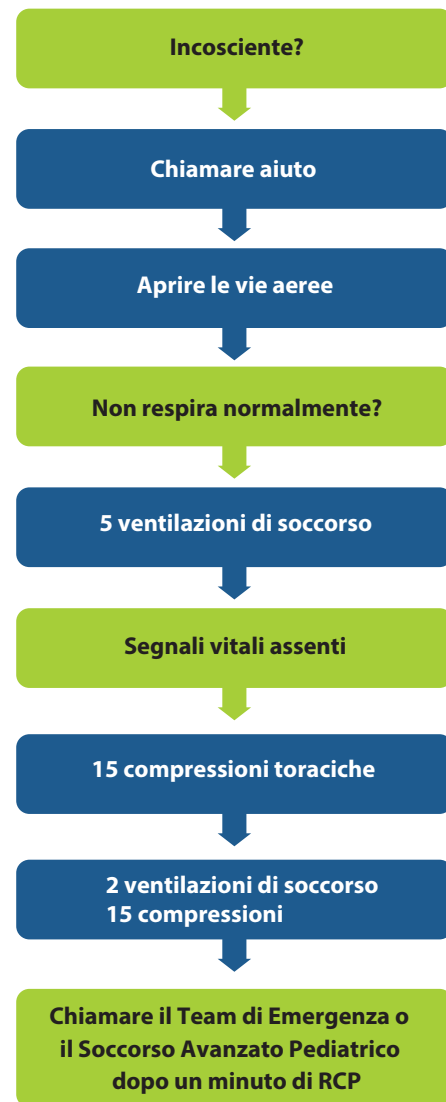 Incosciente?
Chiamare aiuto
Aprire le vie aeree
Non respira normalmente?
5 ventilazioni di soccorso
Segnali vitali assenti
15 compressioni toraciche
2 ventilazioni di soccorso
15 compressioni
Chiamare il Team di Emergenza o
il Soccorso Avanzato Pediatrico
dopo un minuto di RCP